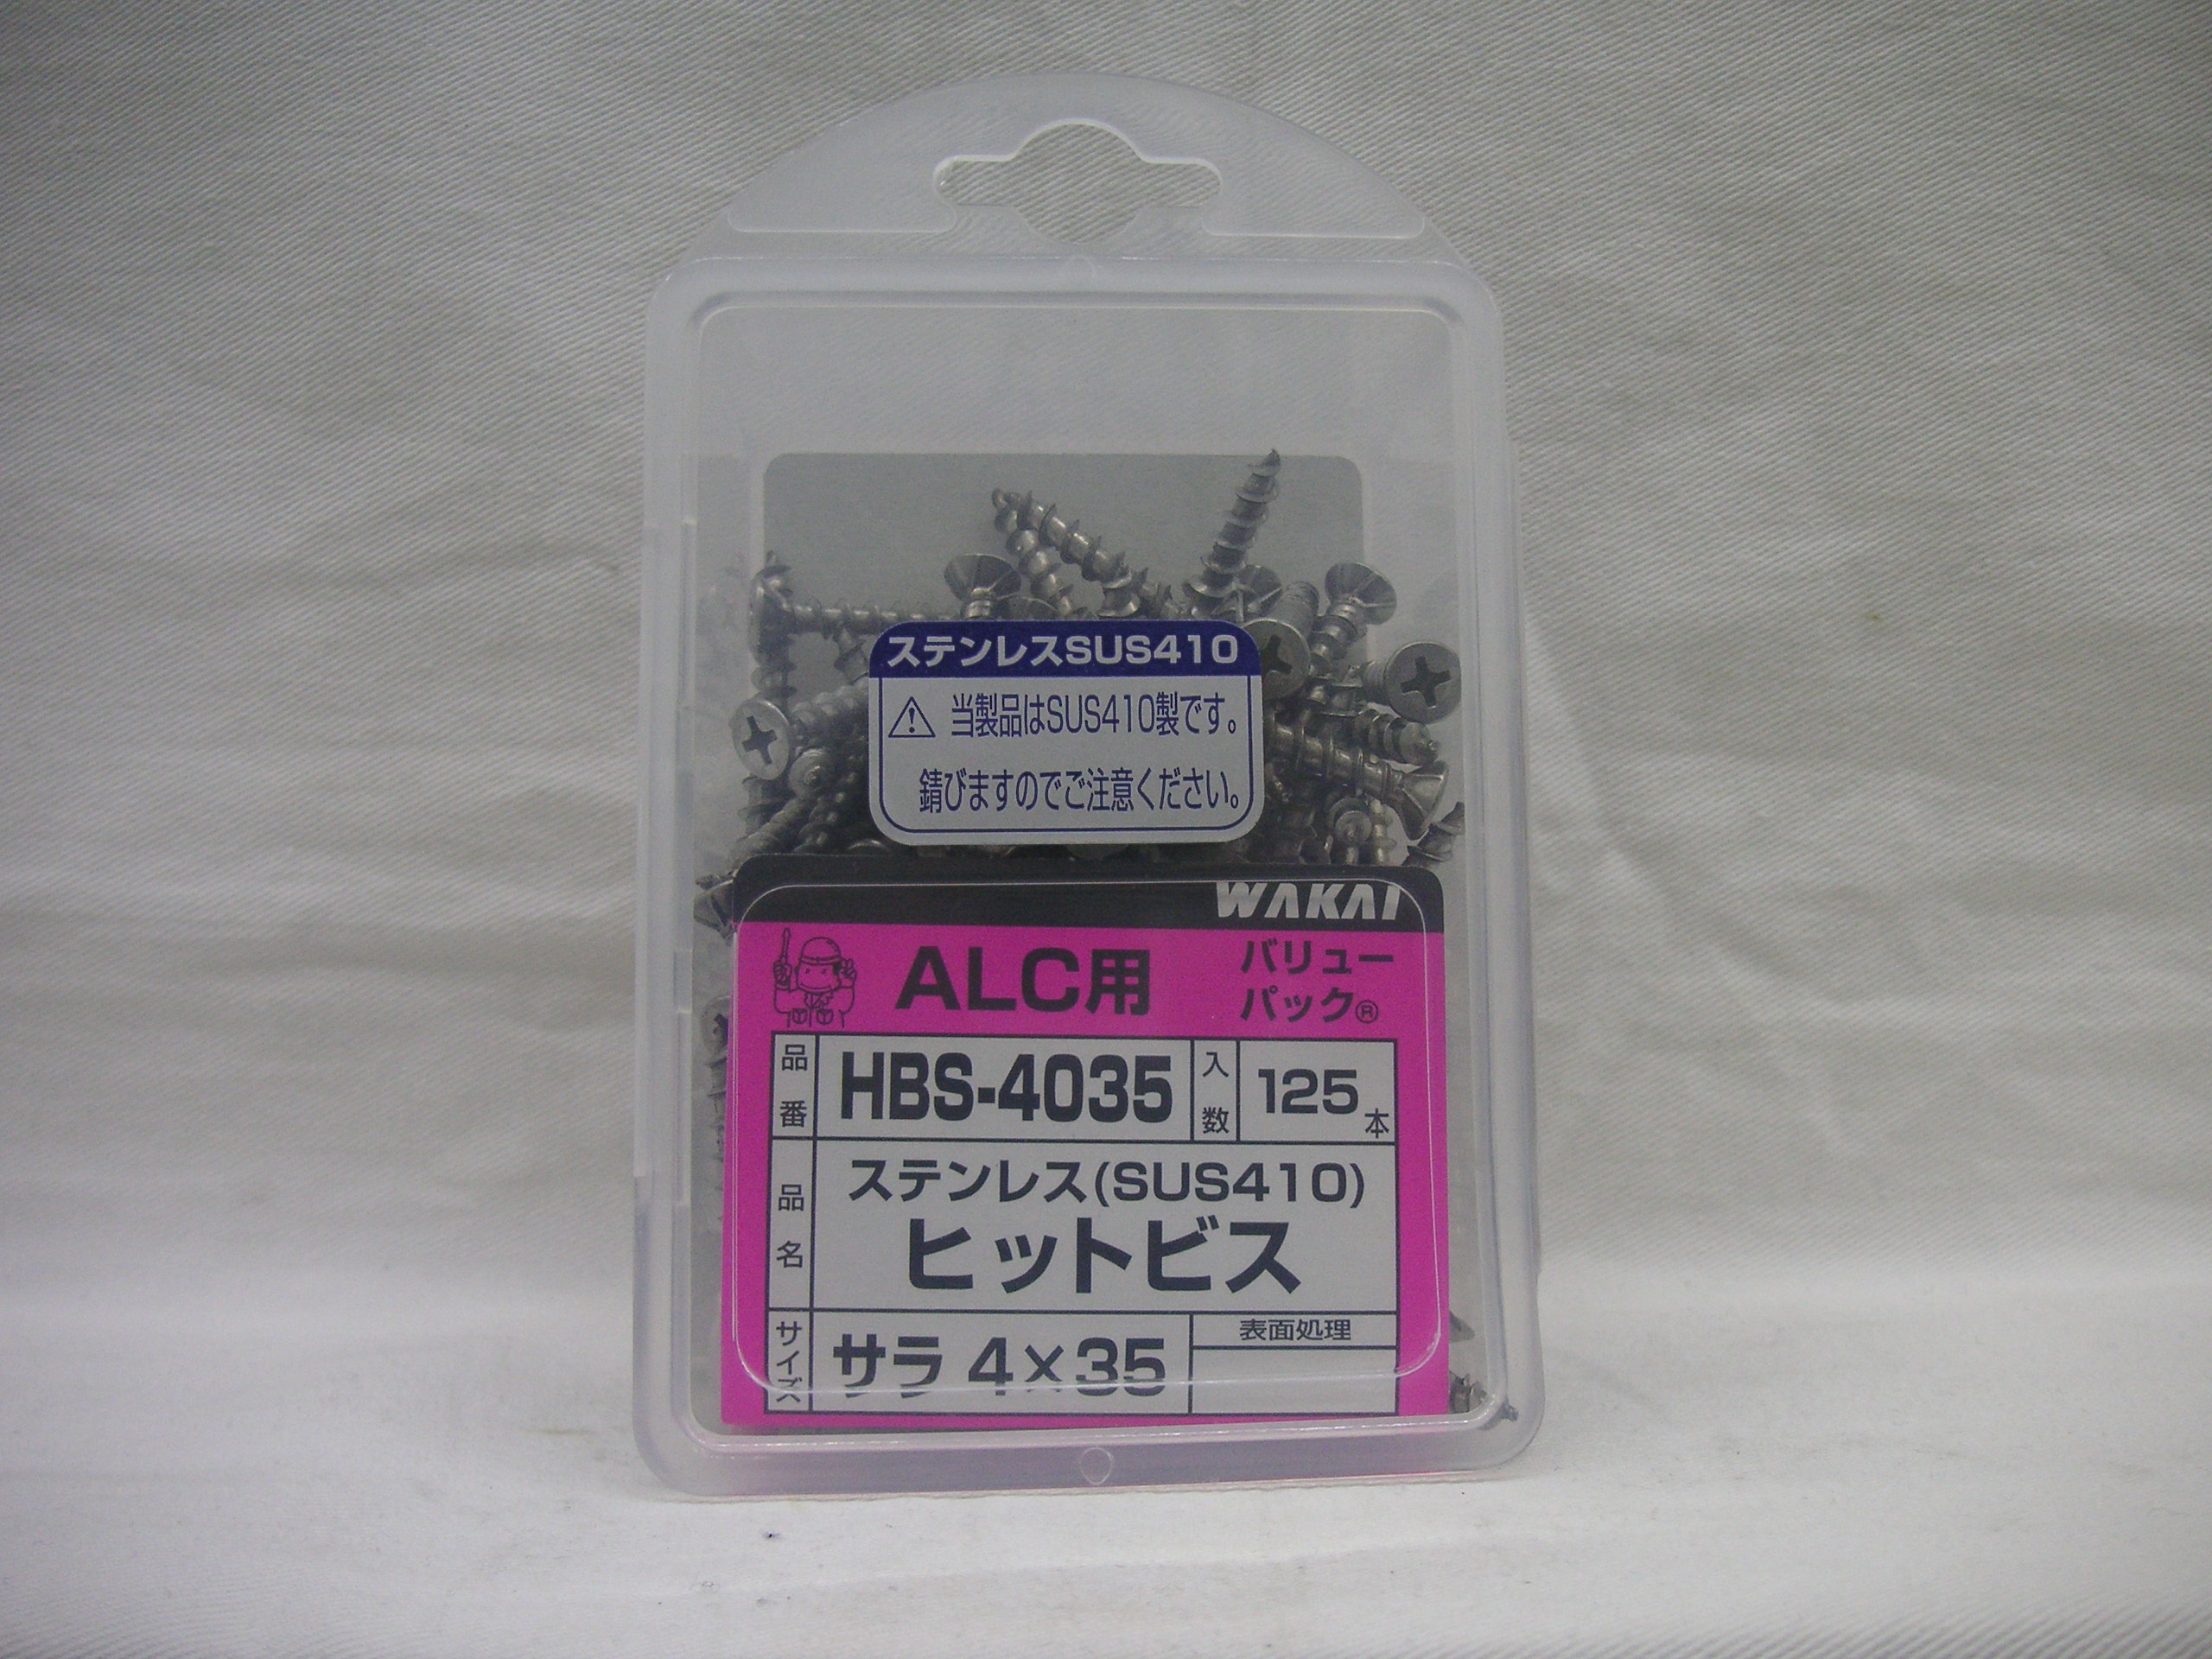 ステンレスSUS410
⚠ 当製品はSUS410製です。
錆びますのでご注意ください。
WAKAI
ALC用
バリュー
パック®
品番
HBS-4035
入数
125本
品名
ステンレス(SUS410)
ヒットビス
サイズ
サラ 4×35
表面処理